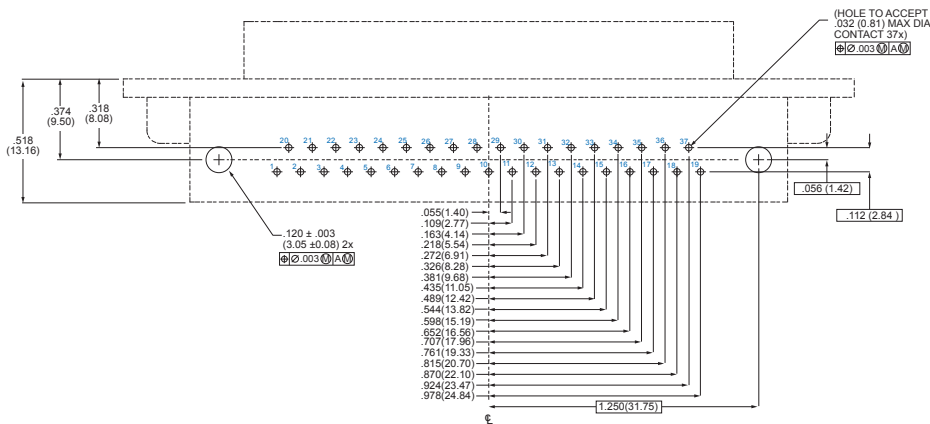 (HOLE TO ACCEPT
.032 (0.81) MAX DIA
CONTACT 37x)
⌖ Ø.003 Ⓜ A Ⓜ
.518
(13.16)
.374
(9.50)
.318
(8.08)
20 21 22 23 24 25 26 27 28 29 30 31 32 33 34 35 36 37
1 2 3 4 5 6 7 8 9 10 11 12 13 14 15 16 17 18 19
.056 (1.42)
.112 (2.84 )
.120 ± .003
(3.05 ±0.08) 2x
⌖ Ø.003 Ⓜ A Ⓜ
.055(1.40)
.109(2.77)
.163(4.14)
.218(5.54)
.272(6.91)
.326(8.28)
.381(9.68)
.435(11.05)
.489(12.42)
.544(13.82)
.598(15.19)
.652(16.56)
.707(17.96)
.761(19.33)
.815(20.70)
.870(22.10)
.924(23.47)
.978(24.84)
1.250(31.75)
℄